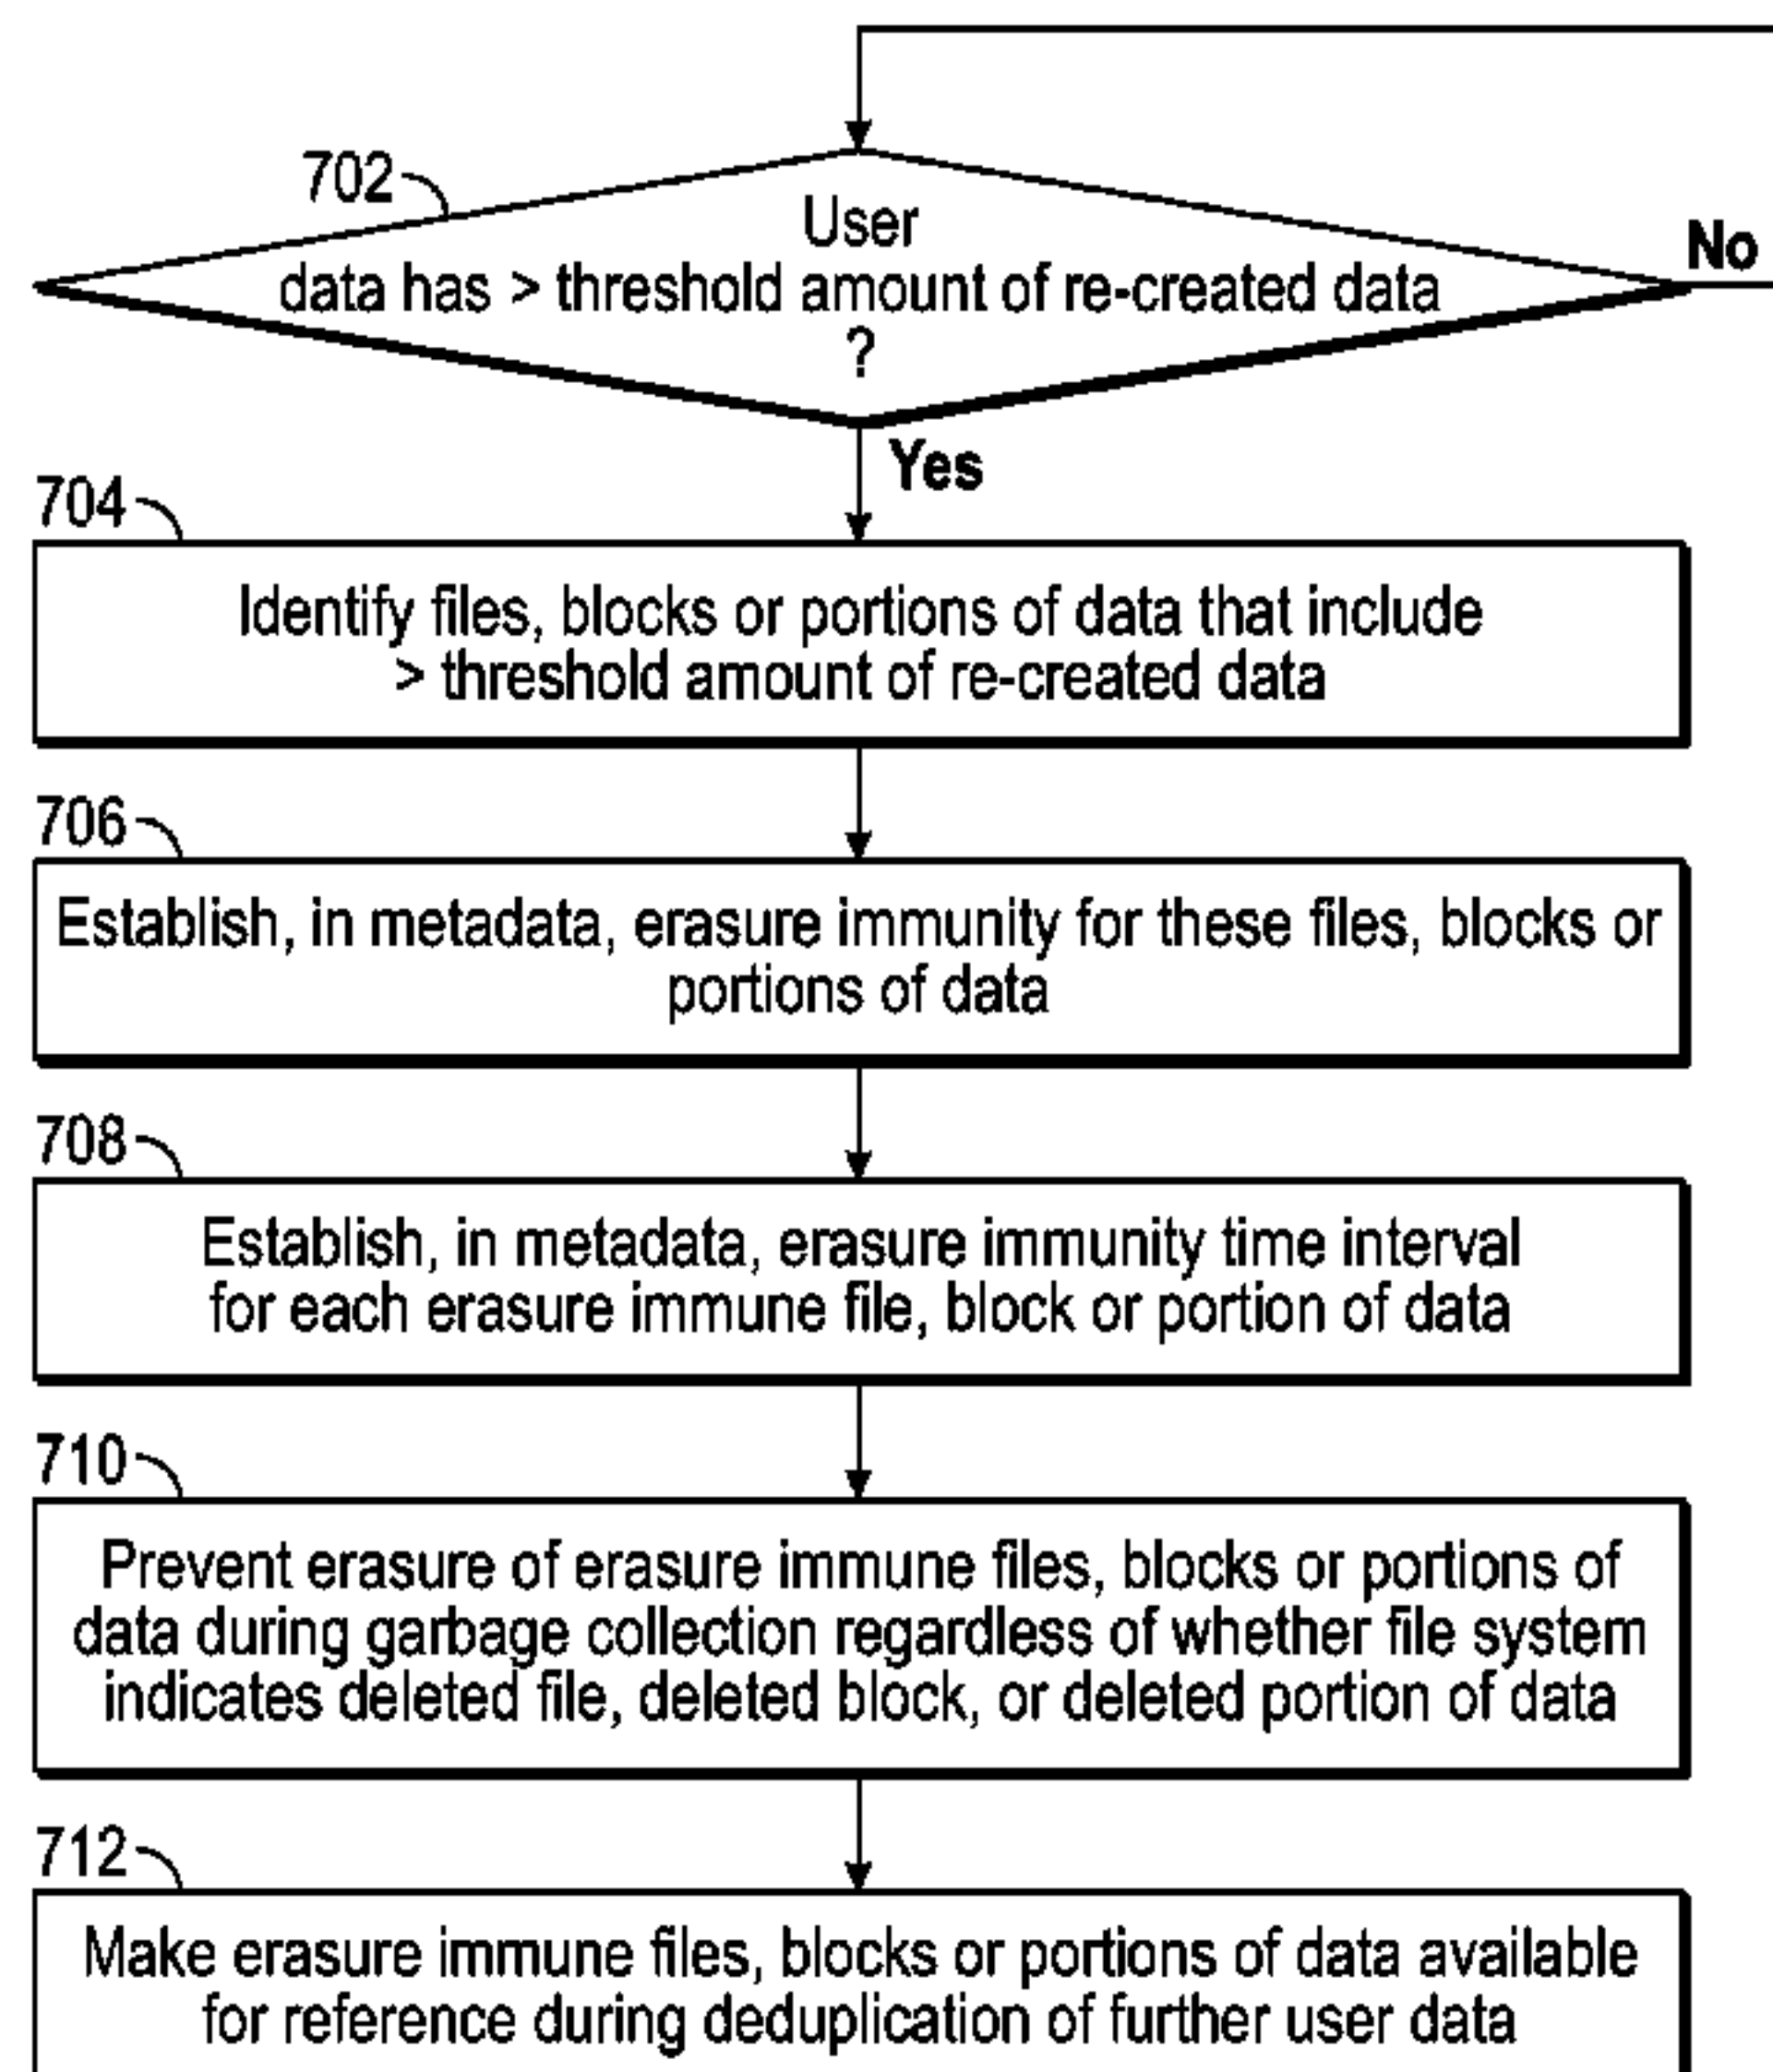 702
User
data has > threshold amount of re-created data
?
No
Yes
704
Identify files, blocks or portions of data that include
> threshold amount of re-created data
706
Establish, in metadata, erasure immunity for these files, blocks or
portions of data
708
Establish, in metadata, erasure immunity time interval
for each erasure immune file, block or portion of data
710
Prevent erasure of erasure immune files, blocks or portions of
data during garbage collection regardless of whether file system
indicates deleted file, deleted block, or deleted portion of data
712
Make erasure immune files, blocks or portions of data available
for reference during deduplication of further user data